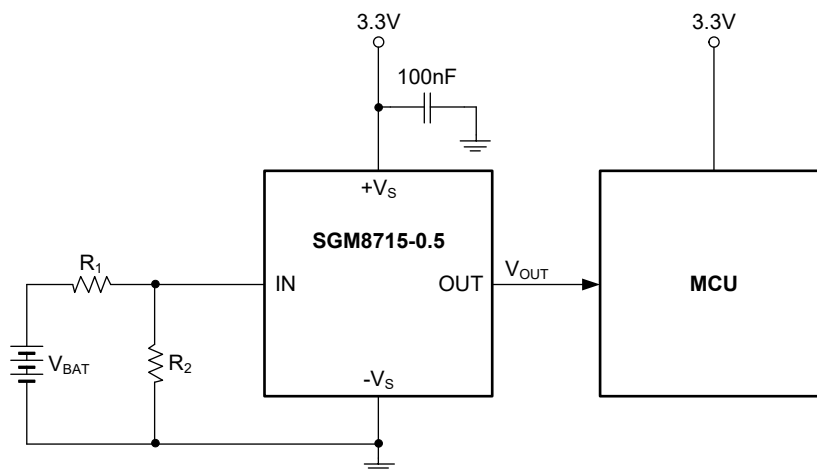 3.3V
3.3V
100nF
+VS
SGM8715-0.5
R1
IN
OUT
VOUT
MCU
VBAT
R2
-VS